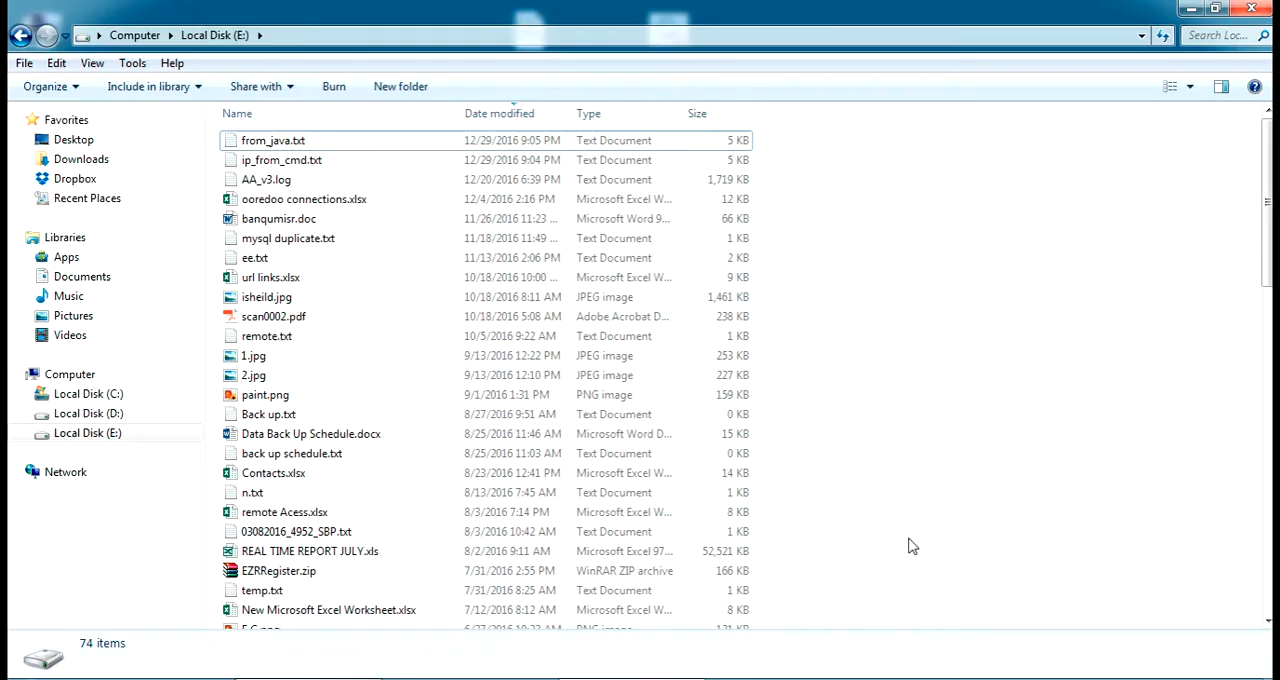 Computer Local Disk (E:) Search Loc...
File Edit View Tools Help
Organize Include in library Share with Burn New folder
Name Date modified Type Size
Favorites
Desktop
Downloads
Dropbox
Recent Places
Libraries
Apps
Documents
Music
Pictures
Videos
Computer
Local Disk (C:)
Local Disk (D:)
Local Disk (E:)
Network
from_java.txt 12/29/2016 9:05 PM Text Document 5 KB
ip_from_cmd.txt 12/29/2016 9:04 PM Text Document 5 KB
AA_v3.log 12/20/2016 6:39 PM Text Document 1,719 KB
ooredoo connections.xlsx 12/4/2016 2:16 PM Microsoft Excel W... 12 KB
banqumisr.doc 11/26/2016 11:23 ... Microsoft Word 9... 66 KB
mysql duplicate.txt 11/18/2016 11:49 ... Text Document 1 KB
ee.txt 11/13/2016 2:06 PM Text Document 2 KB
url links.xlsx 10/18/2016 10:00 ... Microsoft Excel W... 9 KB
isheild.jpg 10/18/2016 8:11 AM JPEG image 1,461 KB
scan0002.pdf 10/18/2016 5:08 AM Adobe Acrobat D... 238 KB
remote.txt 10/5/2016 9:22 AM Text Document 1 KB
1.jpg 9/13/2016 12:22 PM JPEG image 253 KB
2.jpg 9/13/2016 12:10 PM JPEG image 227 KB
paint.png 9/1/2016 1:31 PM PNG image 159 KB
Back up.txt 8/27/2016 9:51 AM Text Document 0 KB
Data Back Up Schedule.docx 8/25/2016 11:46 AM Microsoft Word D... 15 KB
back up schedule.txt 8/25/2016 11:03 AM Text Document 0 KB
Contacts.xlsx 8/23/2016 12:41 PM Microsoft Excel W... 14 KB
n.txt 8/13/2016 7:45 AM Text Document 1 KB
remote Acess.xlsx 8/3/2016 7:14 PM Microsoft Excel W... 8 KB
03082016_4952_SBP.txt 8/3/2016 10:42 AM Text Document 1 KB
REAL TIME REPORT JULY.xls 8/2/2016 9:11 AM Microsoft Excel 97... 52,521 KB
EZRRegister.zip 7/31/2016 2:55 PM WinRAR ZIP archive 166 KB
temp.txt 7/31/2016 8:25 AM Text Document 1 KB
New Microsoft Excel Worksheet.xlsx 7/12/2016 8:12 AM Microsoft Excel W... 8 KB
74 items